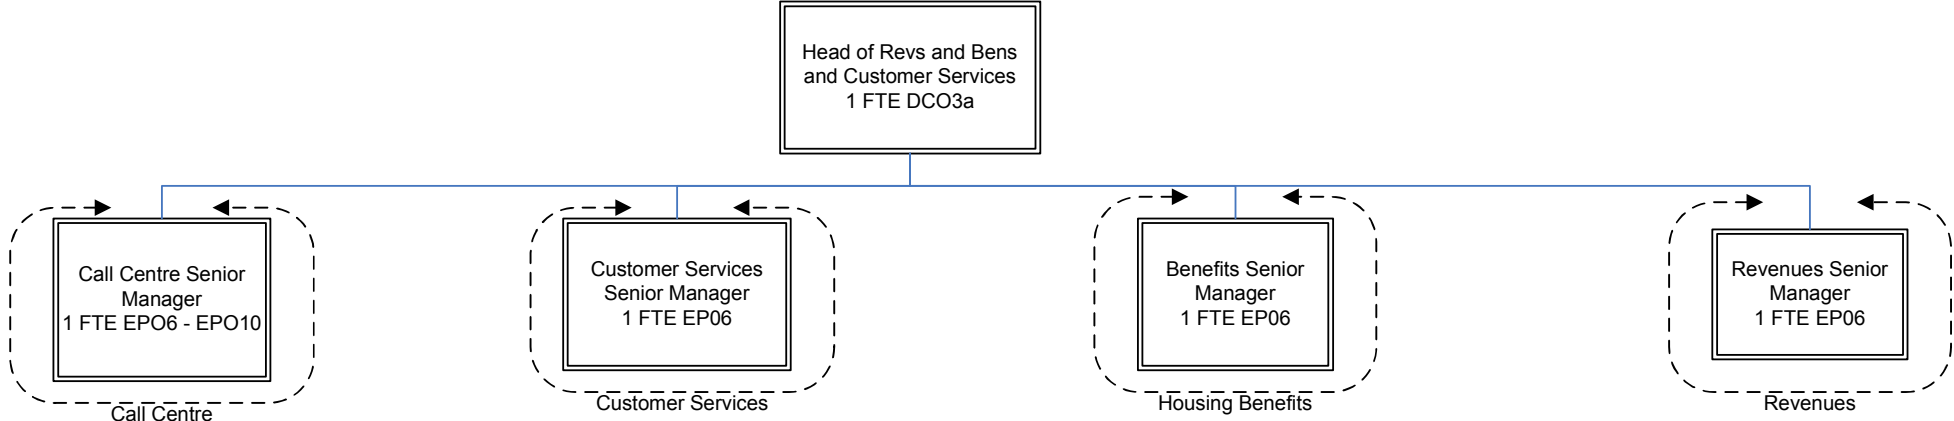 Head of Revs and Bens
and Customer Services
1 FTE DCO3a
Call Centre Senior
Manager
1 FTE EPO6 - EPO10
Call Centre
Customer Services
Senior Manager
1 FTE EP06
Customer Services
Benefits Senior
Manager
1 FTE EP06
Housing Benefits
Revenues Senior
Manager
1 FTE EP06
Revenues